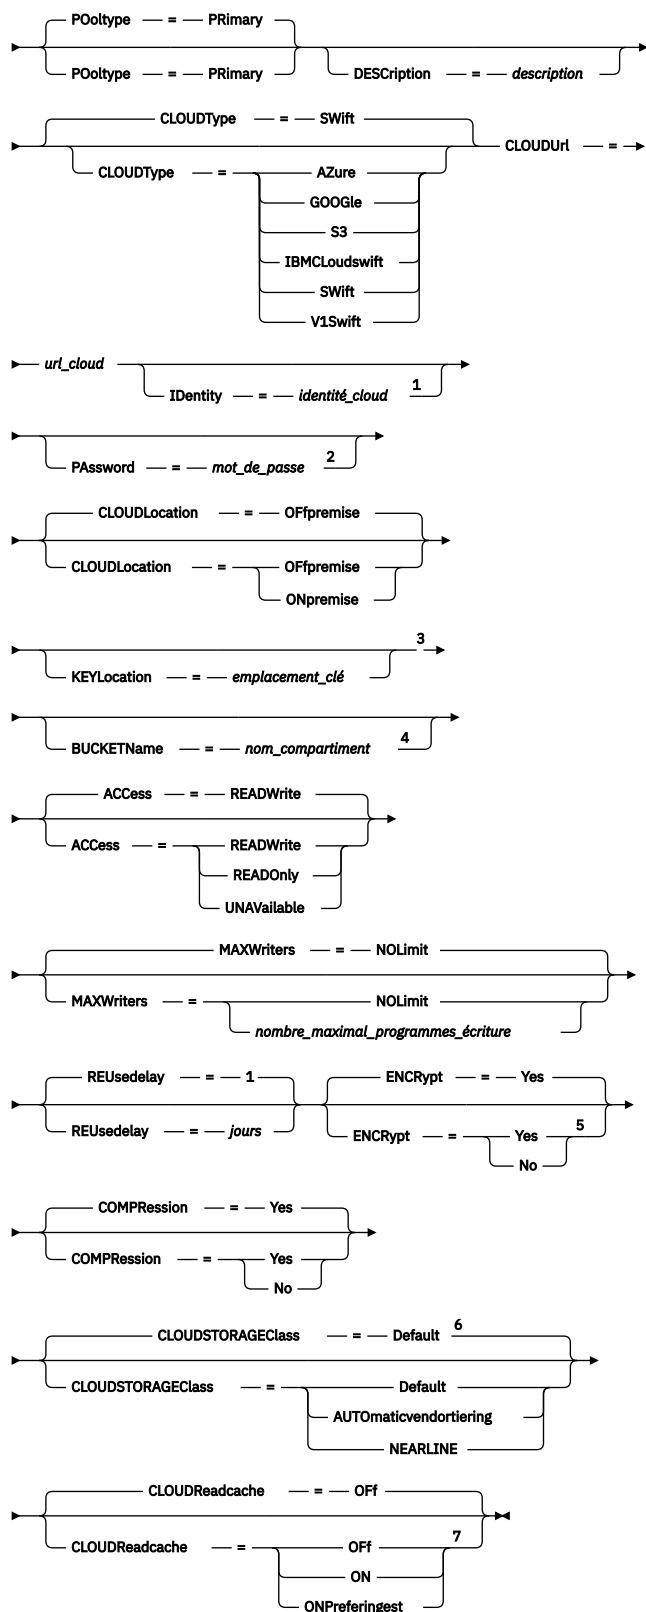 POoltype = PRimary
POoltype = PRimary DESCription = description
CLOUDType = SWift
CLOUDUrl =
CLOUDType = AZure
GOOGle
S3
IBMCLoudswift
SWift
V1Swift
url_cloud
IDentity = identité_cloud 1
PAssword = mot_de_passe 2
CLOUDLocation = OFfpremise
CLOUDLocation = OFfpremise
ONpremise
3
KEYLocation = emplacement_clé
BUCKETName = nom_compartiment 4
ACCess = READWrite
ACCess = READWrite
READOnly
UNAVailable
MAXWriters = NOLimit
MAXWriters = NOLimit
nombre_maximal_programmes_écriture
REUsedelay = 1 ENCRypt = Yes
REUsedelay = jours ENCRypt = Yes 5
No
COMPRession = Yes
COMPRession = Yes
No
CLOUDSTORAGEClass = Default 6
CLOUDSTORAGEClass = Default
AUTOmaticvendortiering
NEARLINE
CLOUDReadcache = OFf
CLOUDReadcache = OFf 7
ON
ONPreferingest